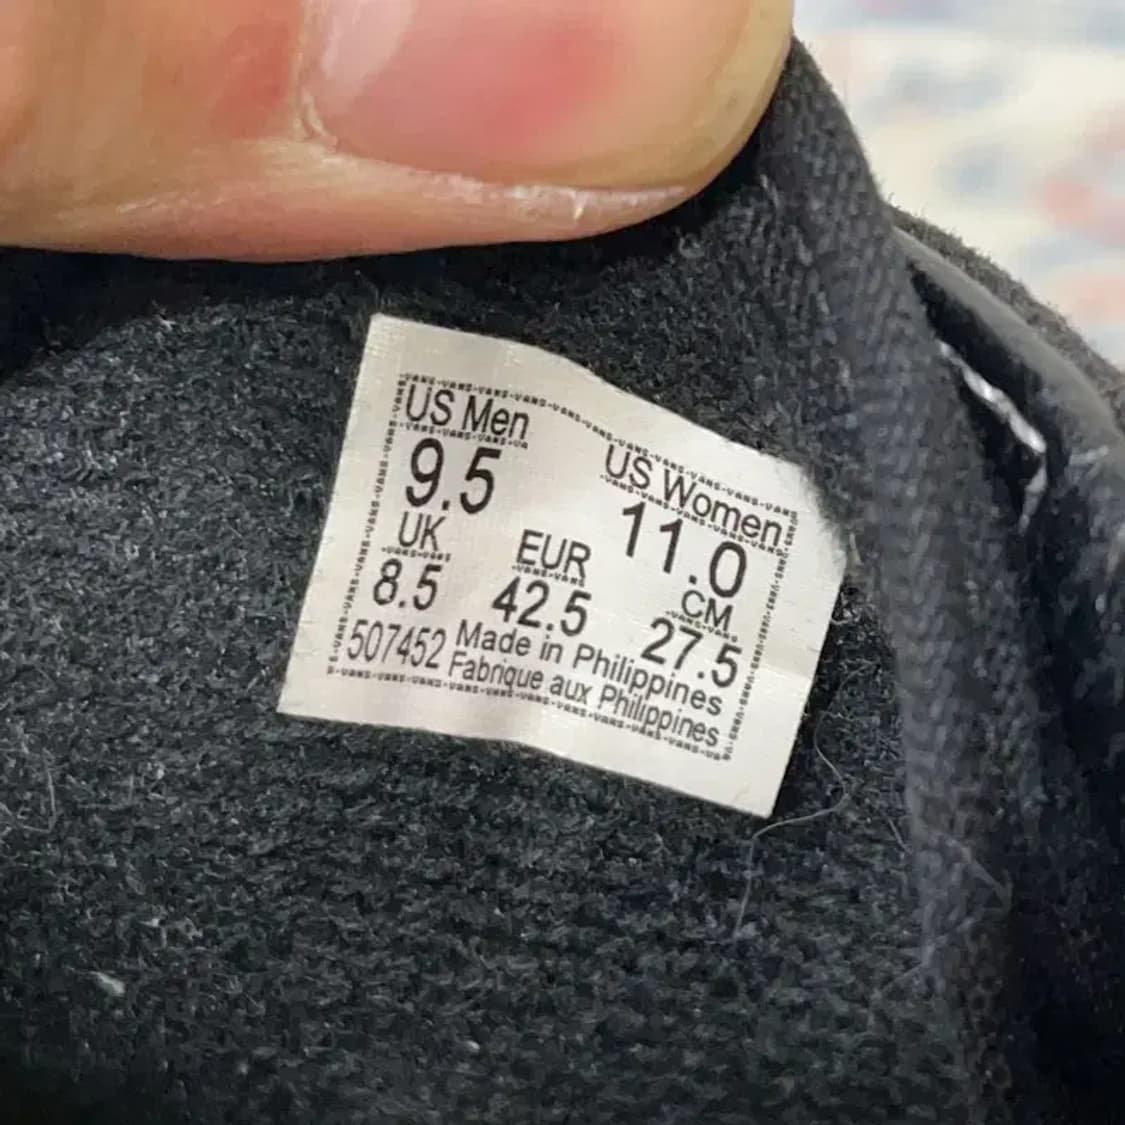 US Men
9.5
US Women
11.0
UK
8.5
EUR
42.5
CM
27.5
507452
Made in Philippines
Fabrique aux Philippines